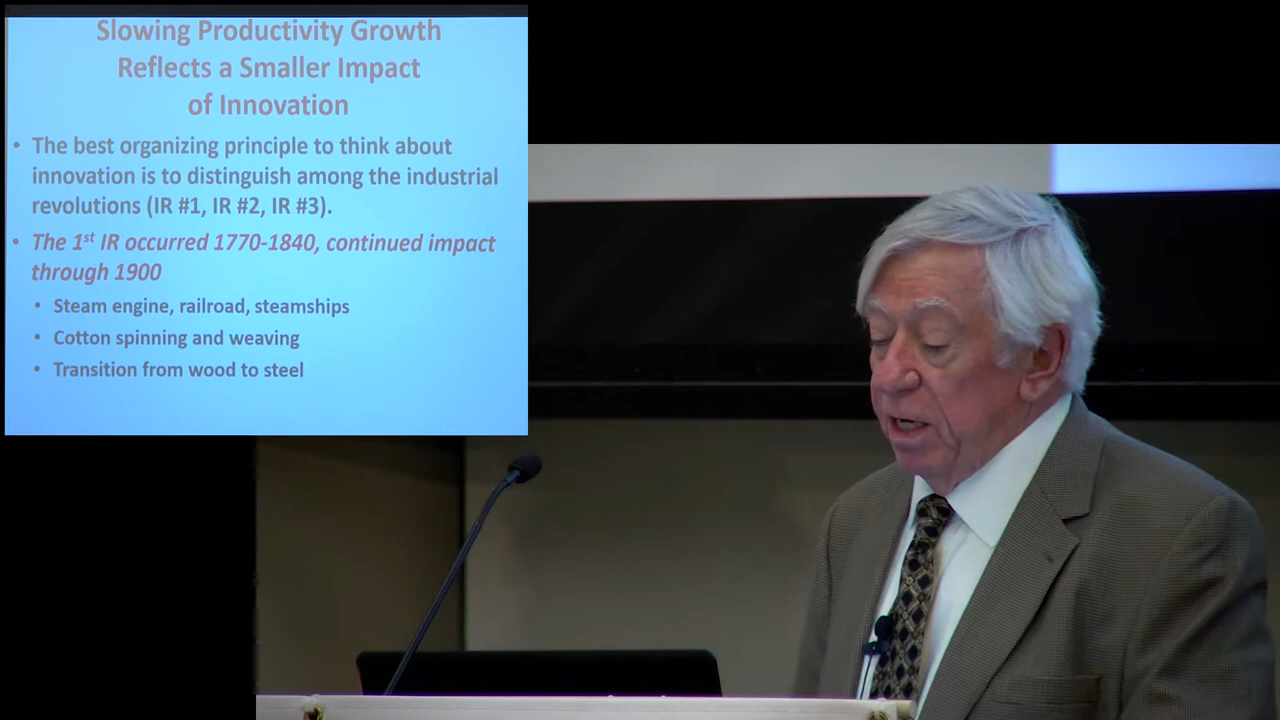 Slowing Productivity Growth
Reflects a Smaller Impact
of Innovation
• The best organizing principle to think about
innovation is to distinguish among the industrial
revolutions (IR #1, IR #2, IR #3).
• The 1st IR occurred 1770-1840, continued impact
through 1900
• Steam engine, railroad, steamships
• Cotton spinning and weaving
• Transition from wood to steel